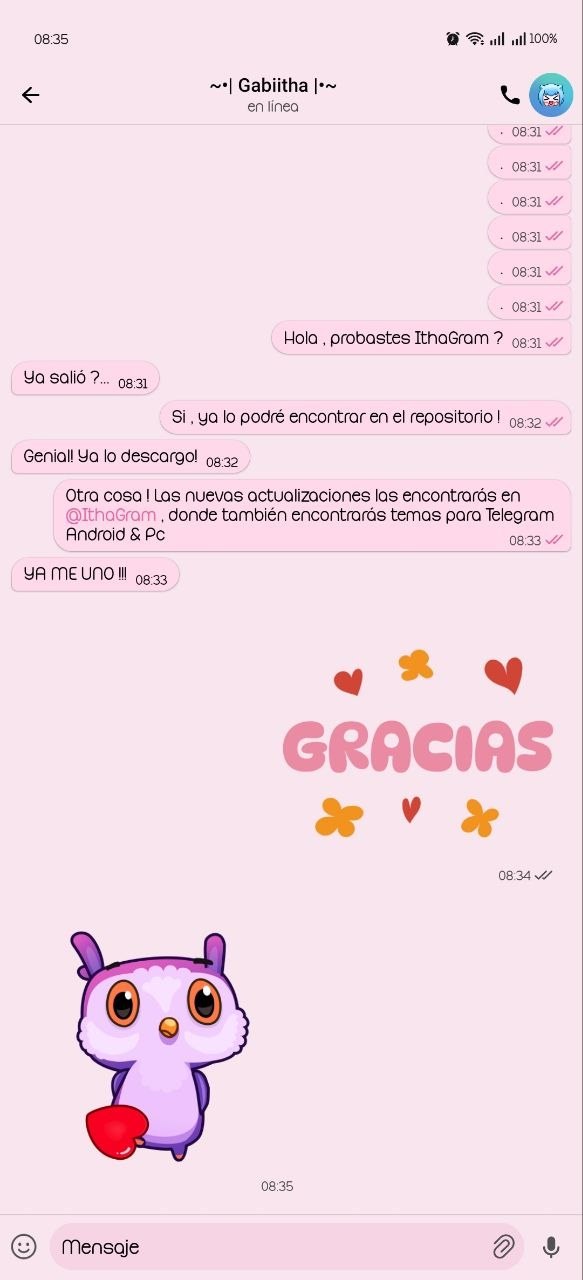 08:35
100%
~•| Gabiitha |•~
en línea
. 08:31
. 08:31
. 08:31
. 08:31
. 08:31
. 08:31
Hola , probastes IthaGram ? 08:31
Ya salió ?... 08:31
Si , ya lo podré encontrar en el repositorio ! 08:32
Genial! Ya lo descargo! 08:32
Otra cosa ! Las nuevas actualizaciones las encontrarás en
@IthaGram , donde también encontrarás temas para Telegram
Android & Pc
08:33
YA ME UNO !!! 08:33
GRACIAS
08:34
08:35
Mensaje